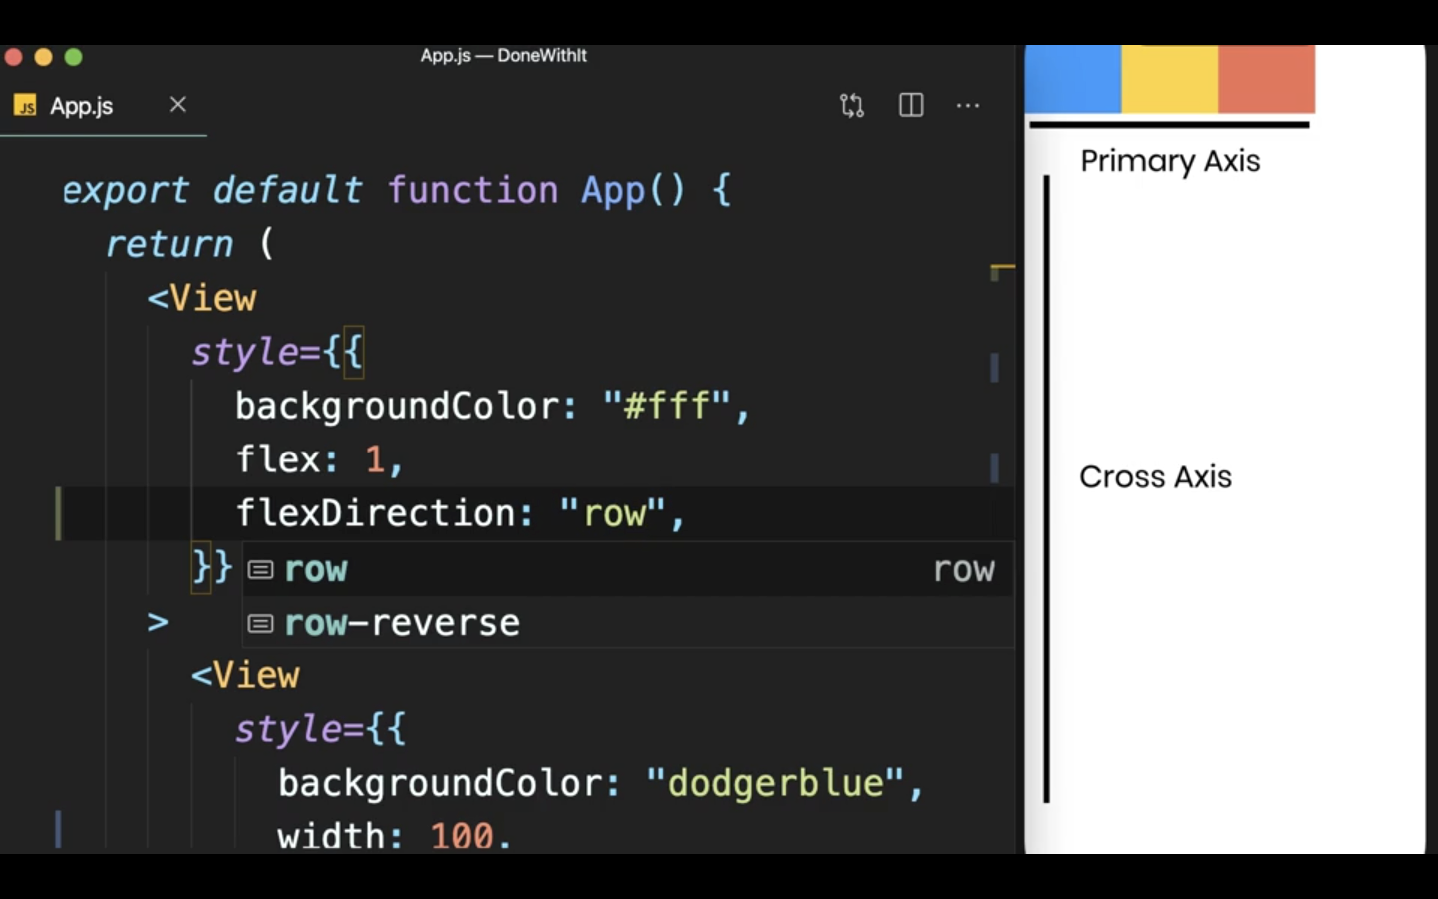 App.js — DoneWithIt
JS App.js
export default function App() {
return (
<View
style={{
backgroundColor: "#fff",
flex: 1,
flexDirection: "row",
}}
row row
row-reverse
>
<View
style={{
backgroundColor: "dodgerblue",
width: 100,
Primary Axis
Cross Axis